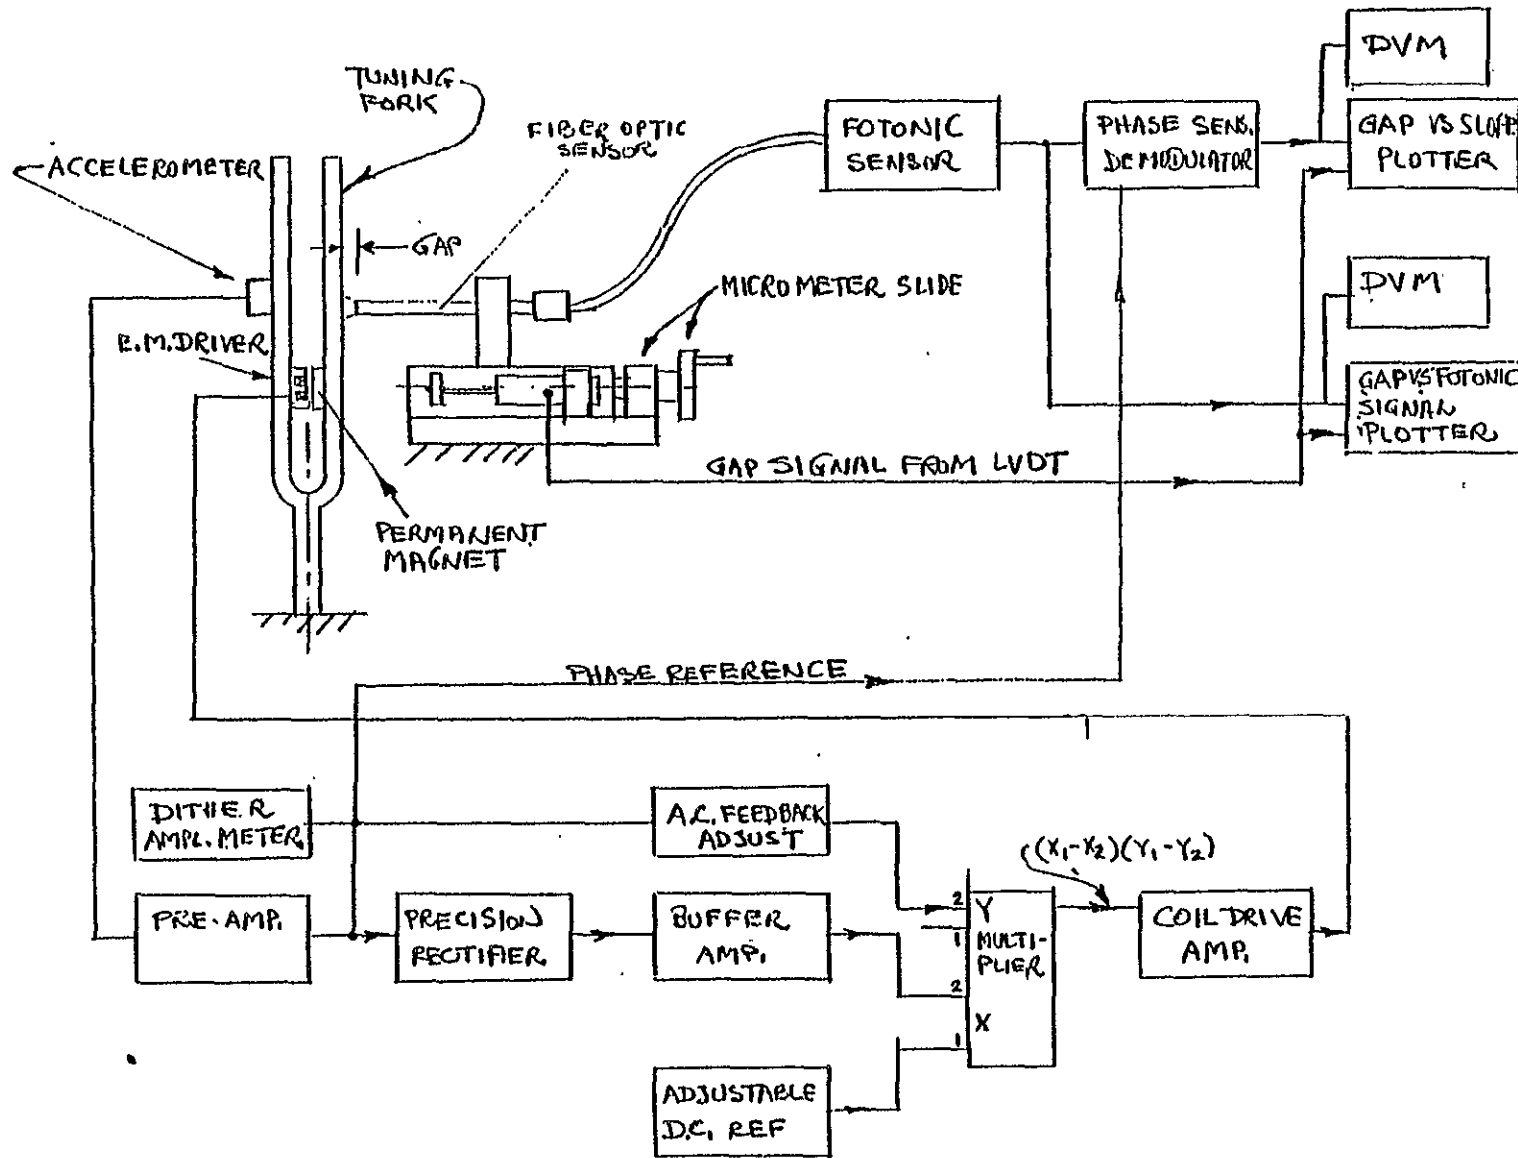 DVM
TUNING
FORK
FIBER OPTIC
SENSOR
FOTONIC
SENSOR
PHASE SENS.
DEMODULATOR
GAP VS SLOPE
PLOTTER
ACCELEROMETER
GAP
MICROMETER SLIDE
DVM
E.M. DRIVER
GAP VS FOTONIC
SIGNAL
PLOTTER
GAP SIGNAL FROM LVDT
PERMANENT
MAGNET
PHASE REFERENCE
DITHER
AMPL. METER
A.C. FEEDBACK
ADJUST
(X1-X2)(Y1-Y2)
PRE-AMP.
PRECISION
RECTIFIER
BUFFER
AMP.
2
Y
1
MULTI-
PLIER
2
X
1
COIL DRIVE
AMP.
ADJUSTABLE
D.C. REF